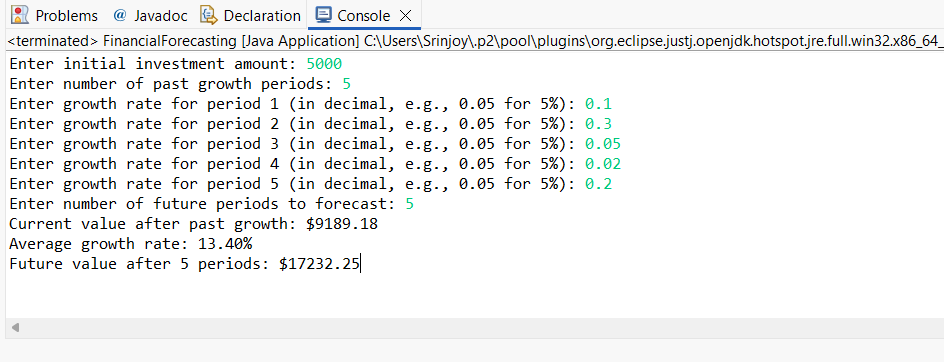 Problems @ Javadoc Declaration Console
<terminated> FinancialForecasting [Java Application] C:\Users\Srinjoy\.p2\pool\plugins\org.eclipse.justj.openjdk.hotspot.jre.full.win32.x86_64_
Enter initial investment amount: 5000
Enter number of past growth periods: 5
Enter growth rate for period 1 (in decimal, e.g., 0.05 for 5%): 0.1
Enter growth rate for period 2 (in decimal, e.g., 0.05 for 5%): 0.3
Enter growth rate for period 3 (in decimal, e.g., 0.05 for 5%): 0.05
Enter growth rate for period 4 (in decimal, e.g., 0.05 for 5%): 0.02
Enter growth rate for period 5 (in decimal, e.g., 0.05 for 5%): 0.2
Enter number of future periods to forecast: 5
Current value after past growth: $9189.18
Average growth rate: 13.40%
Future value after 5 periods: $17232.25